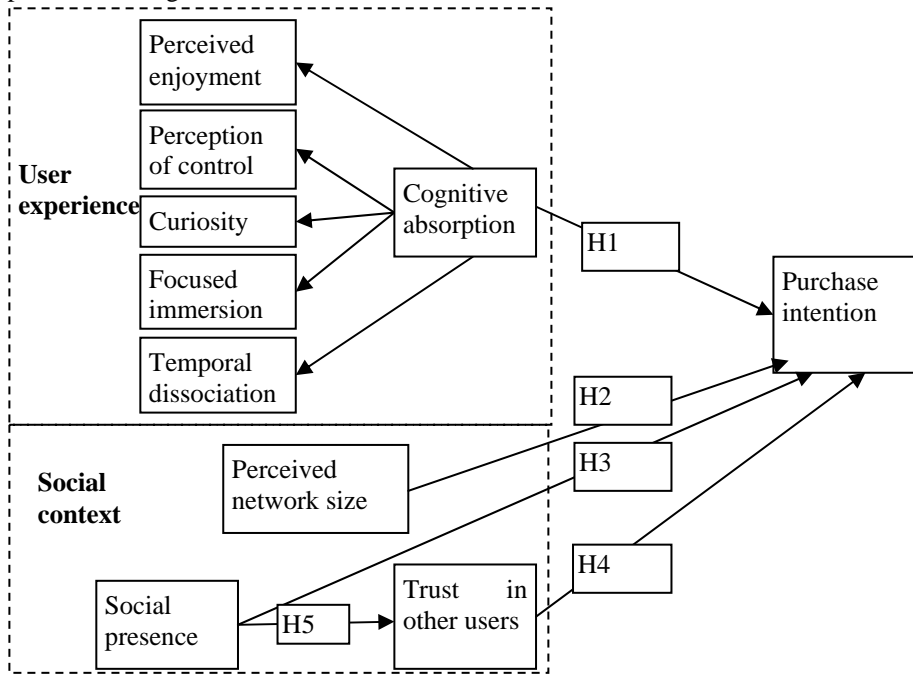 Perceived
enjoyment
Perception
of control
User
experience
Curiosity
Cognitive
absorption
H1
Focused
immersion
Purchase
intention
Temporal
dissociation
H2
Social
context
Perceived
network size
H3
H4
Social
presence
H5
Trust in
other users